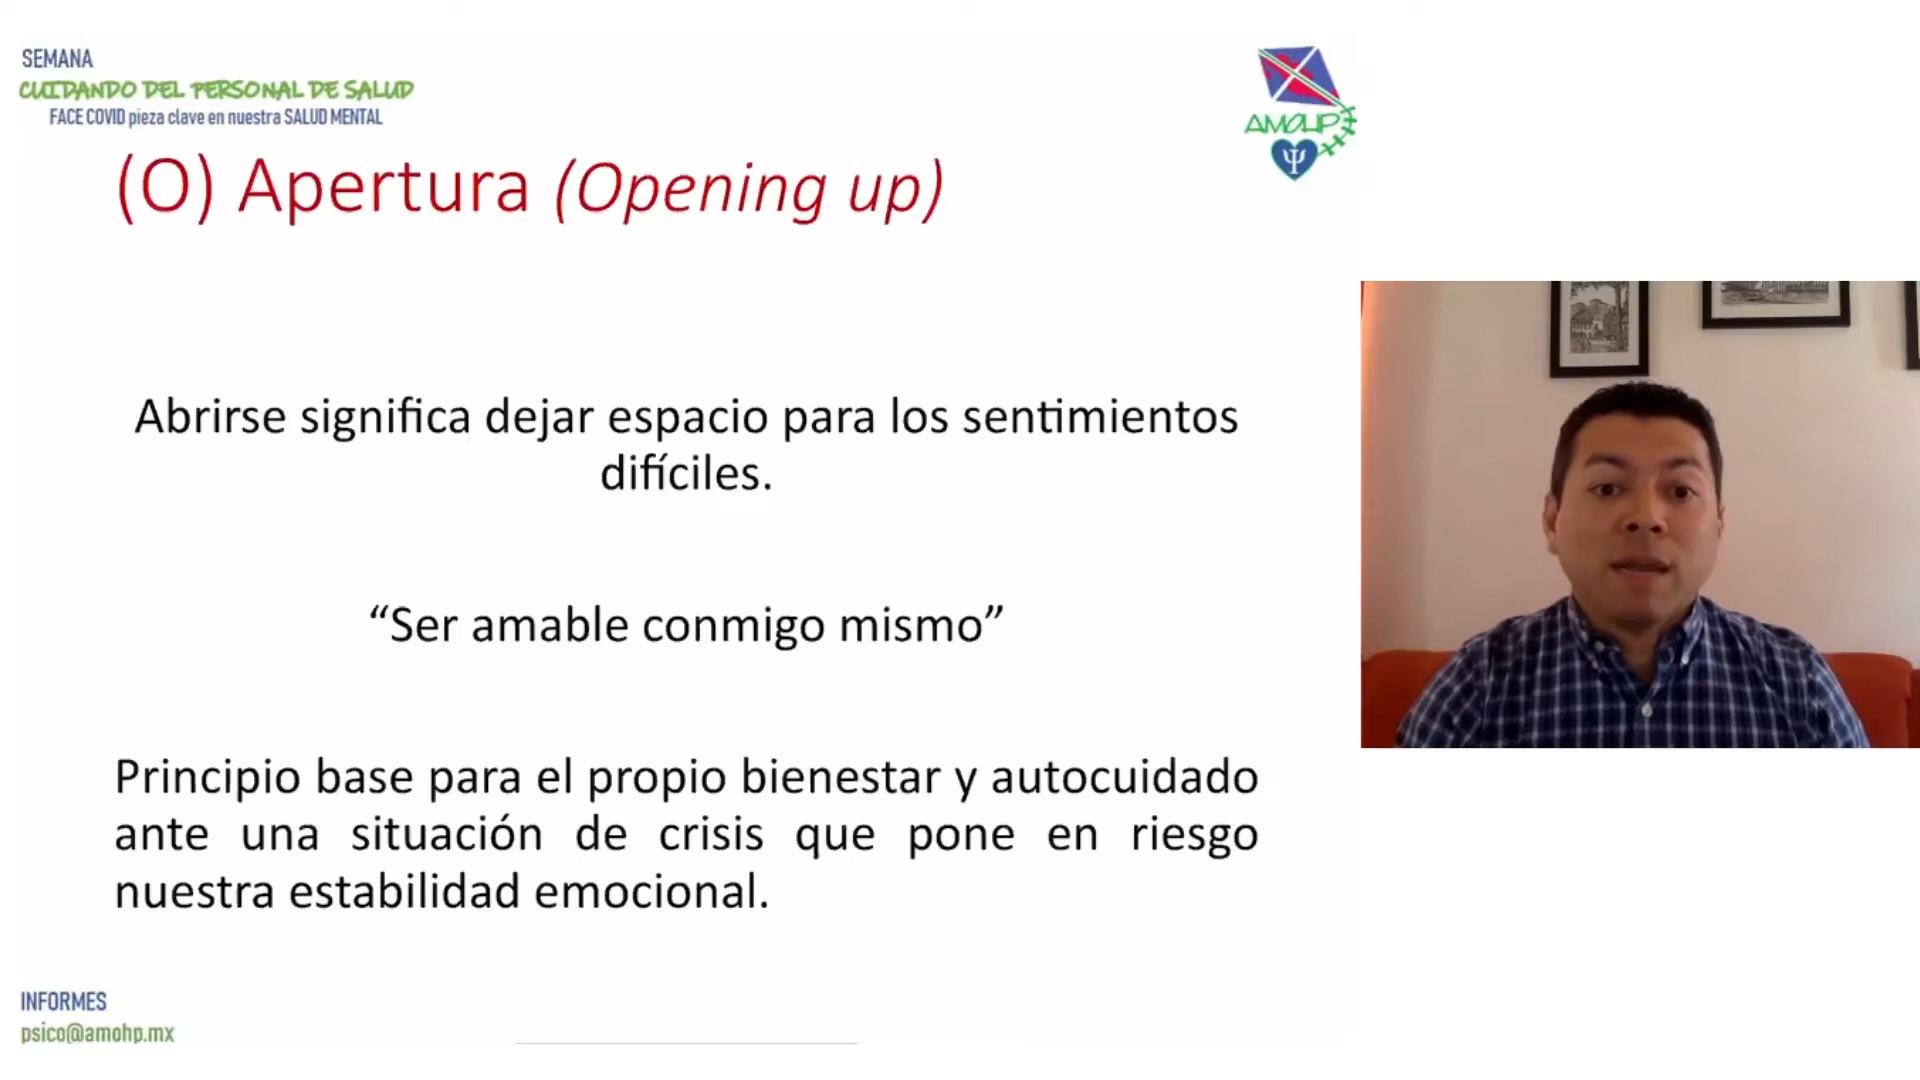 SEMANA
CUIDANDO DEL PERSONAL DE SALUD
FACE COVID pieza clave en nuestra SALUD MENTAL
AMOHP
Ψ
(O) Apertura (Opening up)
Abrirse significa dejar espacio para los sentimientos
difíciles.
“Ser amable conmigo mismo”
Principio base para el propio bienestar y autocuidado
ante una situación de crisis que pone en riesgo
nuestra estabilidad emocional.
INFORMES
psico@amohp.mx